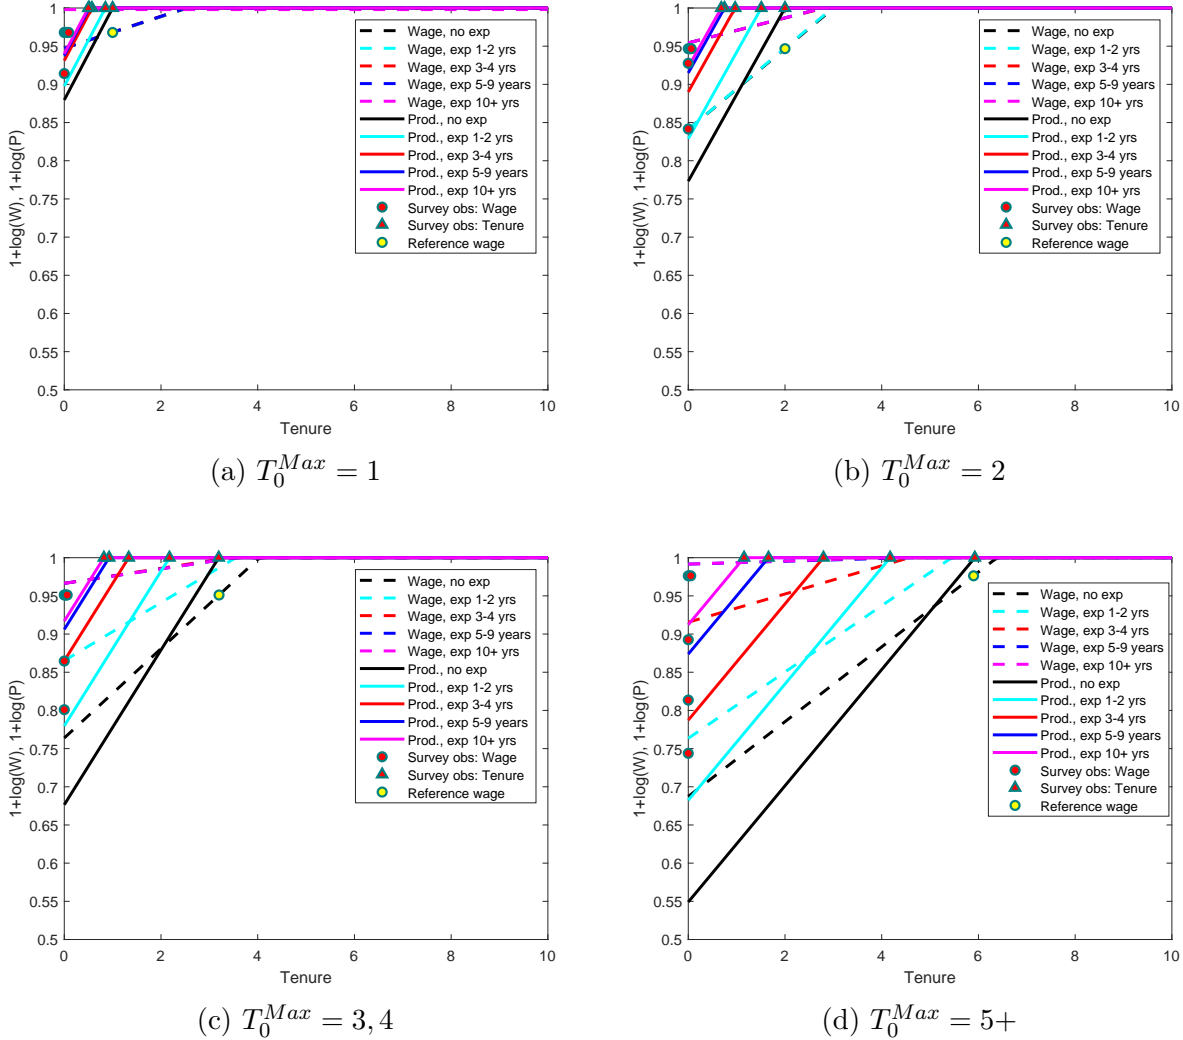 1
0.95
0.9
0.85
0.8
0.75
0.7
0.65
0.6
0.55
0.5
1+log(W), 1+log(P)
0 2 4 6 8 10
Tenure
Wage, no exp
Wage, exp 1-2 yrs
Wage, exp 3-4 yrs
Wage, exp 5-9 years
Wage, exp 10+ yrs
Prod., no exp
Prod., exp 1-2 yrs
Prod., exp 3-4 yrs
Prod., exp 5-9 years
Prod., exp 10+ yrs
Survey obs: Wage
Survey obs: Tenure
Reference wage
(a) $T_0^{Max} = 1$
1
0.95
0.9
0.85
0.8
0.75
0.7
0.65
0.6
0.55
0.5
1+log(W), 1+log(P)
0 2 4 6 8 10
Tenure
Wage, no exp
Wage, exp 1-2 yrs
Wage, exp 3-4 yrs
Wage, exp 5-9 years
Wage, exp 10+ yrs
Prod., no exp
Prod., exp 1-2 yrs
Prod., exp 3-4 yrs
Prod., exp 5-9 years
Prod., exp 10+ yrs
Survey obs: Wage
Survey obs: Tenure
Reference wage
(b) $T_0^{Max} = 2$
1
0.95
0.9
0.85
0.8
0.75
0.7
0.65
0.6
0.55
0.5
1+log(W), 1+log(P)
0 2 4 6 8 10
Tenure
Wage, no exp
Wage, exp 1-2 yrs
Wage, exp 3-4 yrs
Wage, exp 5-9 years
Wage, exp 10+ yrs
Prod., no exp
Prod., exp 1-2 yrs
Prod., exp 3-4 yrs
Prod., exp 5-9 years
Prod., exp 10+ yrs
Survey obs: Wage
Survey obs: Tenure
Reference wage
(c) $T_0^{Max} = 3, 4$
1
0.95
0.9
0.85
0.8
0.75
0.7
0.65
0.6
0.55
0.5
1+log(W), 1+log(P)
0 2 4 6 8 10
Tenure
Wage, no exp
Wage, exp 1-2 yrs
Wage, exp 3-4 yrs
Wage, exp 5-9 years
Wage, exp 10+ yrs
Prod., no exp
Prod., exp 1-2 yrs
Prod., exp 3-4 yrs
Prod., exp 5-9 years
Prod., exp 10+ yrs
Survey obs: Wage
Survey obs: Tenure
Reference wage
(d) $T_0^{Max} = 5+$